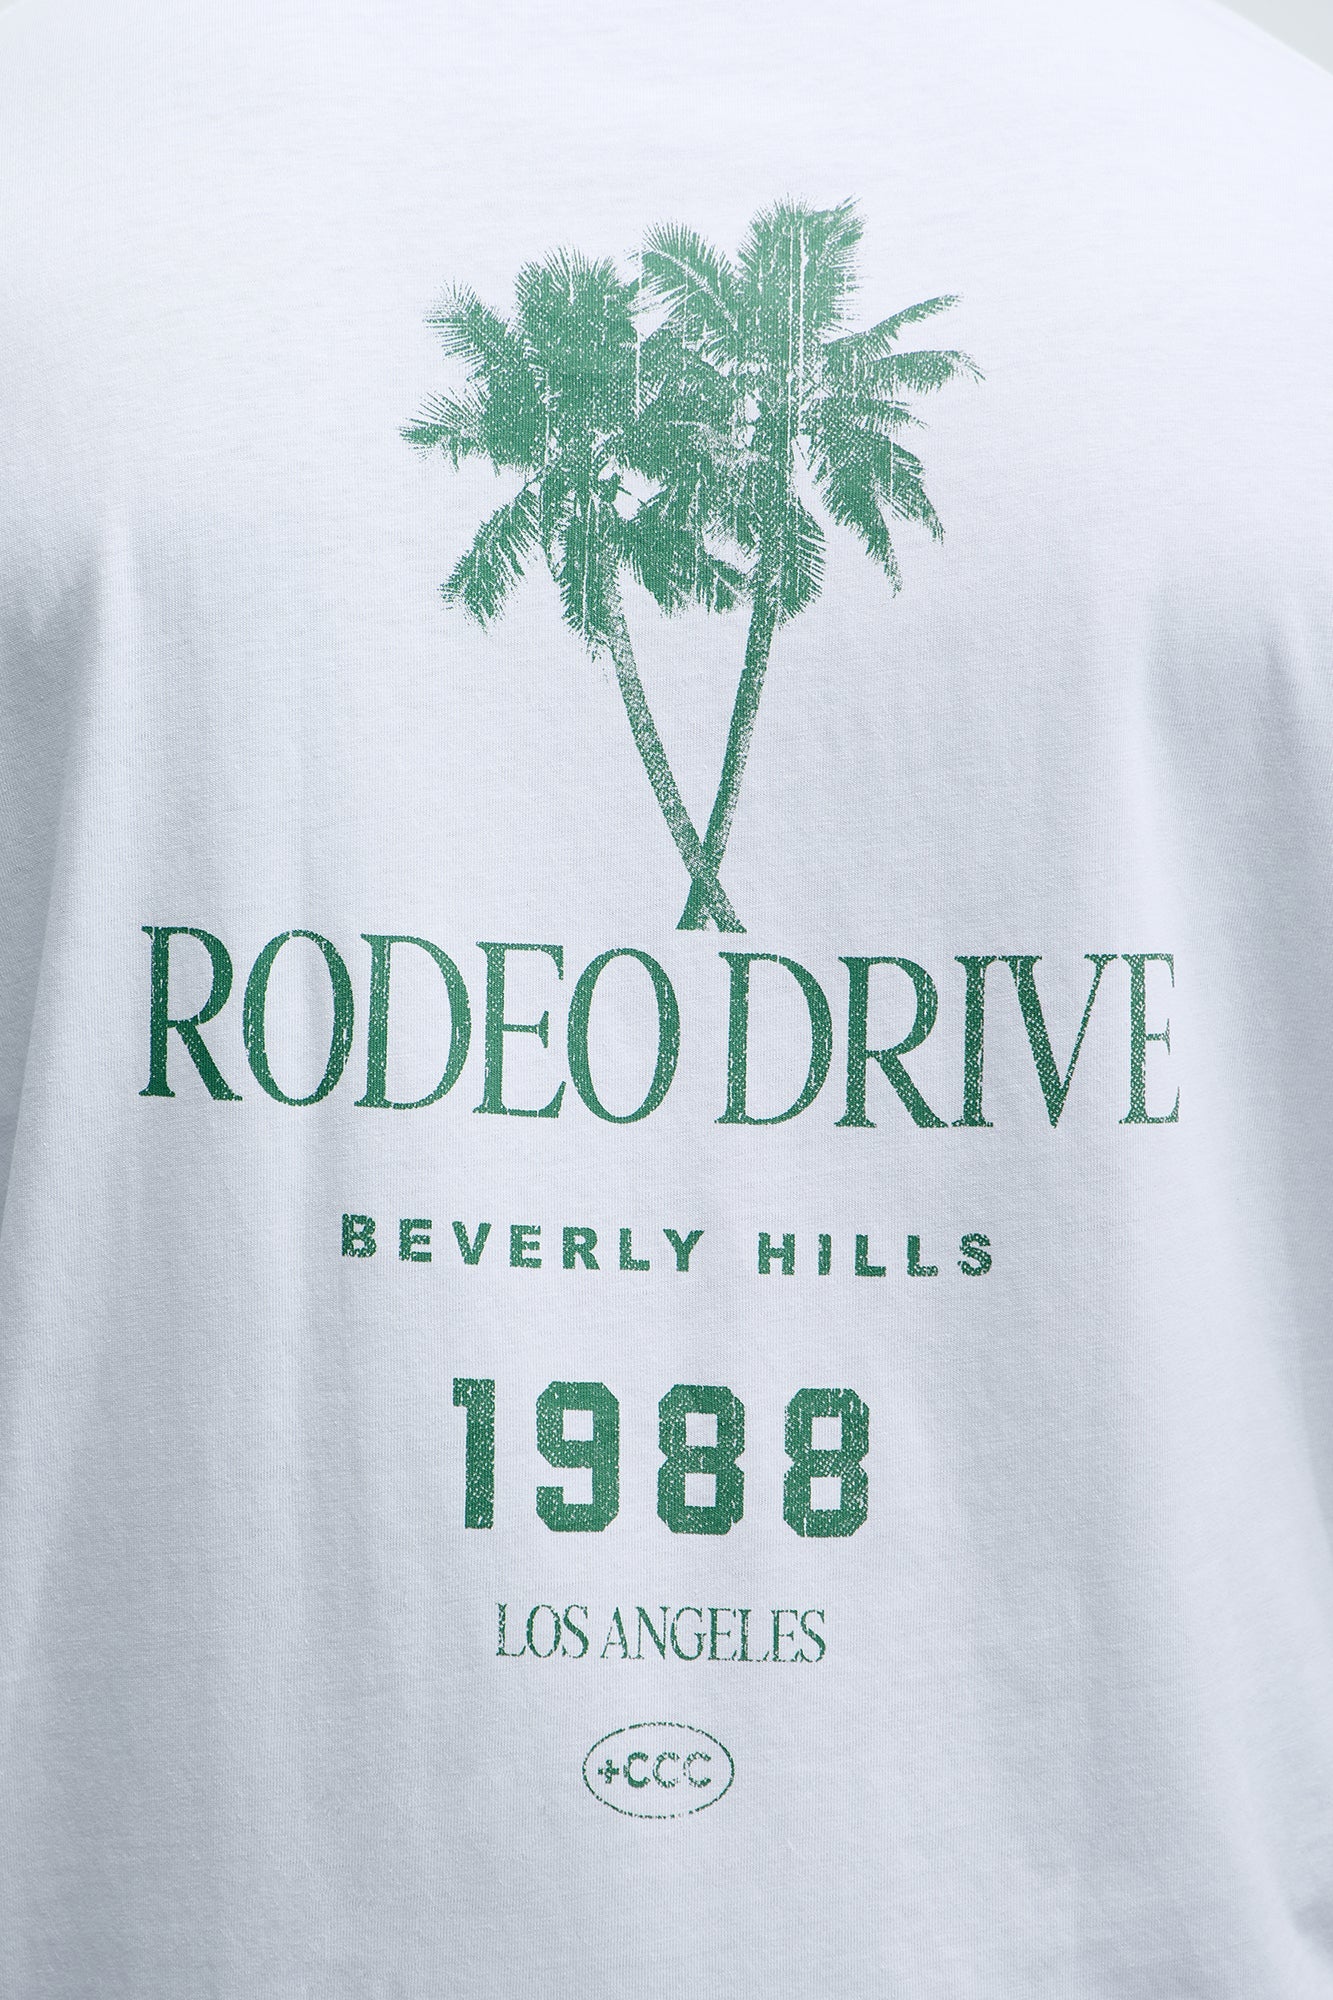 RODEO DRIVE
BEVERLY HILLS
1988
LOS ANGELES
+CCC